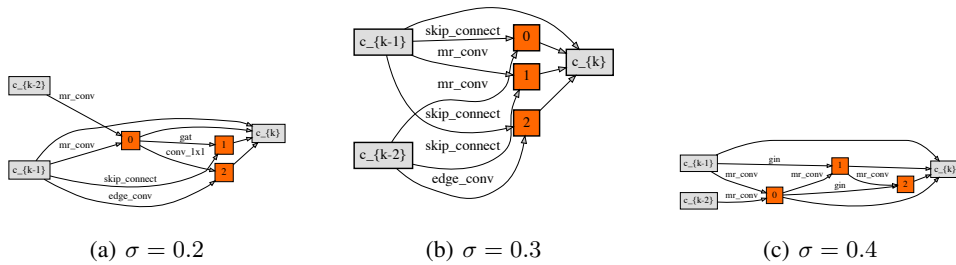 c_{k-2}
mr_conv
c_{k-1}
mr_conv
0
gat
conv_1x1
1
2
c_{k}
skip_connect
edge_conv
(a) σ = 0.2
c_{k-1}
skip_connect
mr_conv
0
1
2
c_{k}
mr_conv
skip_connect
c_{k-2}
skip_connect
edge_conv
(b) σ = 0.3
c_{k-1}
gin
mr_conv
1
c_{k}
mr_conv
mr_conv
c_{k-2}
mr_conv
0
gin
2
(c) σ = 0.4